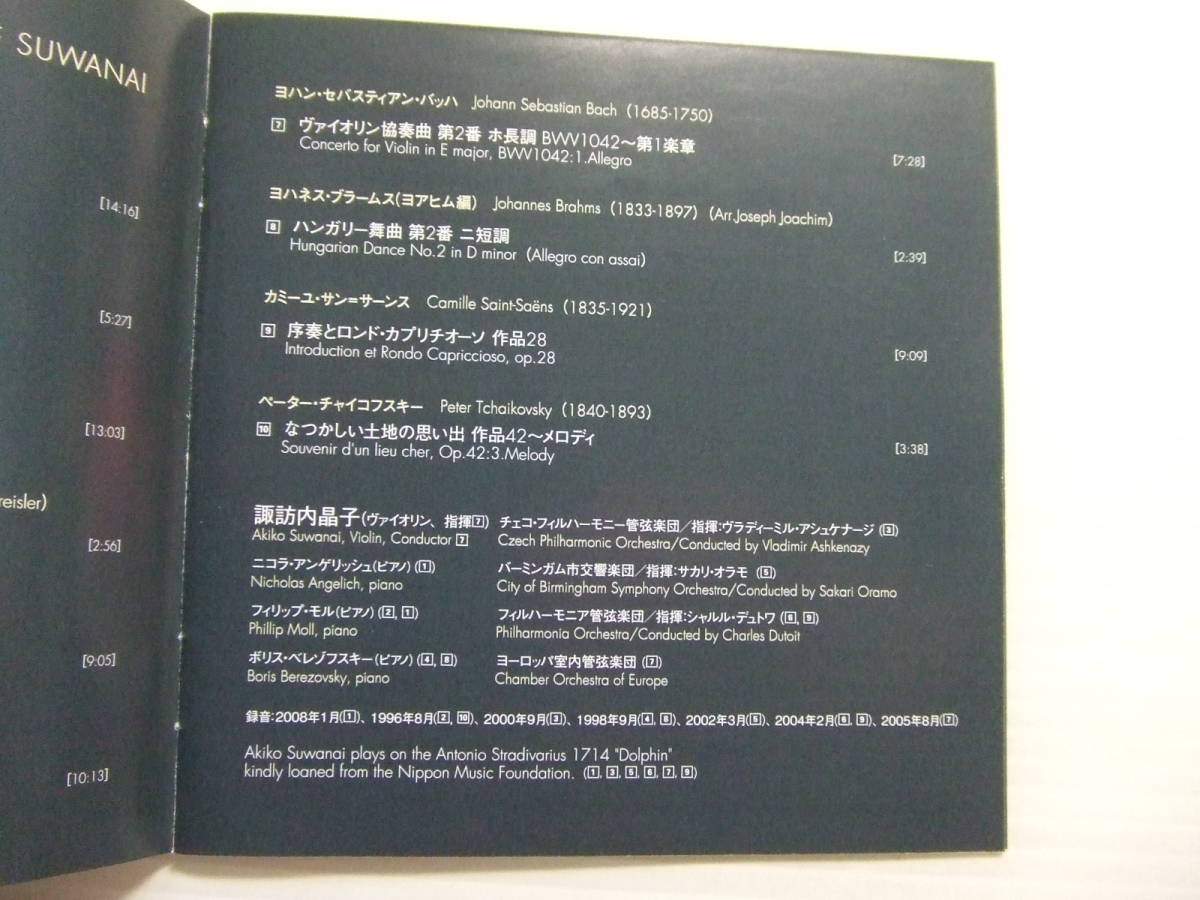 SUWANAI
[14:16]
[5:27]
[13:03]
reisler)
[2:56]
[9:05]
[10:13]
ヨハン・セバスティアン・バッハ Johann Sebastian Bach (1685-1750)
7 ヴァイオリン協奏曲 第2番 ホ長調 BWV1042〜第1楽章
Concerto for Violin in E major, BWV1042:1.Allegro [7:28]
ヨハネス・ブラームス(ヨアヒム編) Johannes Brahms (1833-1897) (Arr.Joseph Joachim)
8 ハンガリー舞曲 第2番 ニ短調
Hungarian Dance No.2 in D minor (Allegro con assai) [2:39]
カミーユ・サン=サーンス Camille Saint-Saëns (1835-1921)
9 序奏とロンド・カプリチオーソ 作品28
Introduction et Rondo Capriccioso, op.28 [9:09]
ペーター・チャイコフスキー Peter Tchaikovsky (1840-1893)
10 なつかしい土地の思い出 作品42〜メロディ
Souvenir d'un lieu cher, Op.42:3.Melody [3:38]
諏訪内晶子(ヴァイオリン、指揮7)
Akiko Suwanai, Violin, Conductor 7
ニコラ・アンゲリッシュ(ピアノ) (1)
Nicholas Angelich, piano
フィリップ・モル(ピアノ) (2, 1)
Phillip Moll, piano
ボリス・ベレゾフスキー(ピアノ) (4, 8)
Boris Berezovsky, piano
チェコ・フィルハーモニー管弦楽団/指揮:ヴラディーミル・アシュケナージ (3)
Czech Philharmonic Orchestra/Conducted by Vladimir Ashkenazy
バーミンガム市交響楽団/指揮:サカリ・オラモ (5)
City of Birmingham Symphony Orchestra/Conducted by Sakari Oramo
フィルハーモニア管弦楽団/指揮:シャルル・デュトワ (6, 9)
Philharmonia Orchestra/Conducted by Charles Dutoit
ヨーロッパ室内管弦楽団 (7)
Chamber Orchestra of Europe
録音:2008年1月(1)、1996年8月(2, 10)、2000年9月(3)、1998年9月(4, 8)、2002年3月(5)、2004年2月(6, 9)、2005年8月(7)
Akiko Suwanai plays on the Antonio Stradivarius 1714 "Dolphin"
kindly loaned from the Nippon Music Foundation. (1, 3, 5, 6, 7, 9)